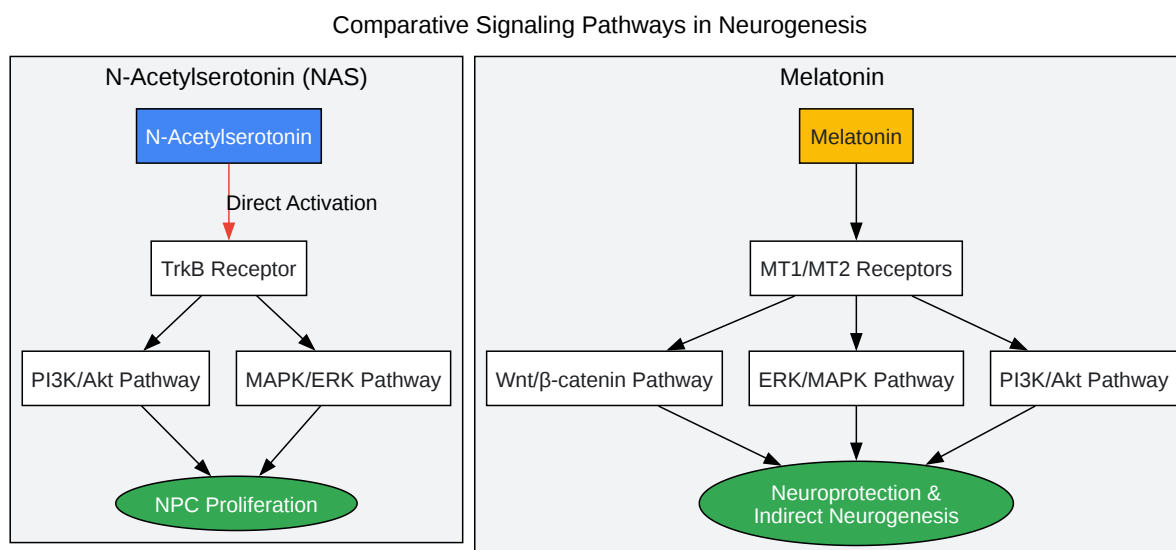 Comparative Signaling Pathways in Neurogenesis
N-Acetylserotonin (NAS)
N-Acetylserotonin
Direct Activation
TrkB Receptor
PI3K/Akt Pathway
MAPK/ERK Pathway
NPC Proliferation
Melatonin
Melatonin
MT1/MT2 Receptors
Wnt/β-catenin Pathway
ERK/MAPK Pathway
PI3K/Akt Pathway
Neuroprotection &
Indirect Neurogenesis